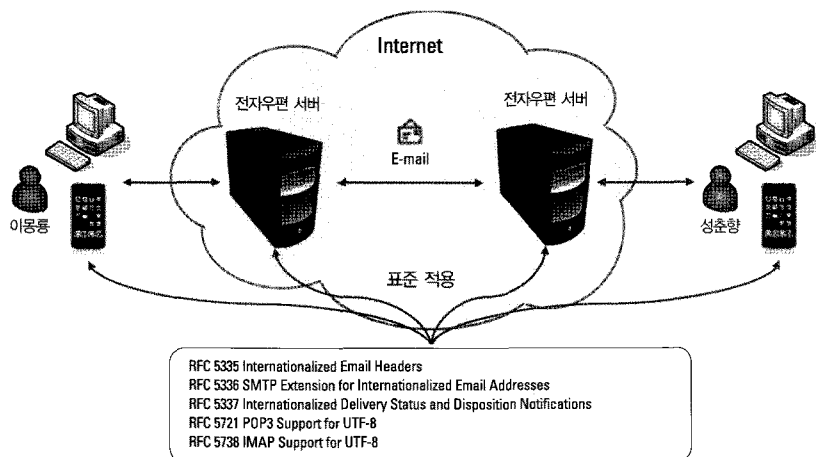 Internet
전자우편 서버
전자우편 서버
E-mail
이몽룡
성춘향
표준 적용
RFC 5335 Internationalized Email Headers
RFC 5336 SMTP Extension for Internationalized Email Addresses
RFC 5337 Internationalized Delivery Status and Disposition Notifications
RFC 5721 POP3 Support for UTF-8
RFC 5738 IMAP Support for UTF-8